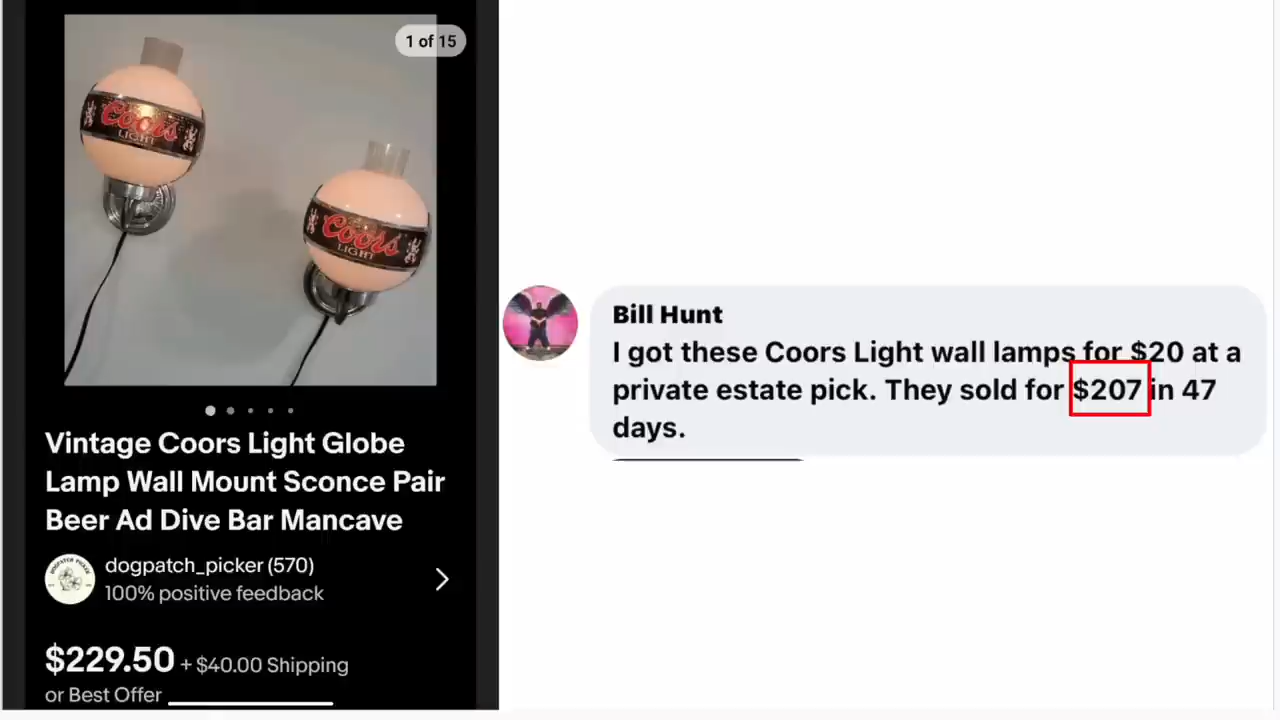 1 of 15
Coors
LIGHT
Coors
LIGHT
Vintage Coors Light Globe
Lamp Wall Mount Sconce Pair
Beer Ad Dive Bar Mancave
dogpatch_picker (570)
100% positive feedback
$229.50 + $40.00 Shipping
or Best Offer
Bill Hunt
I got these Coors Light wall lamps for $20 at a
private estate pick. They sold for $207 in 47
days.